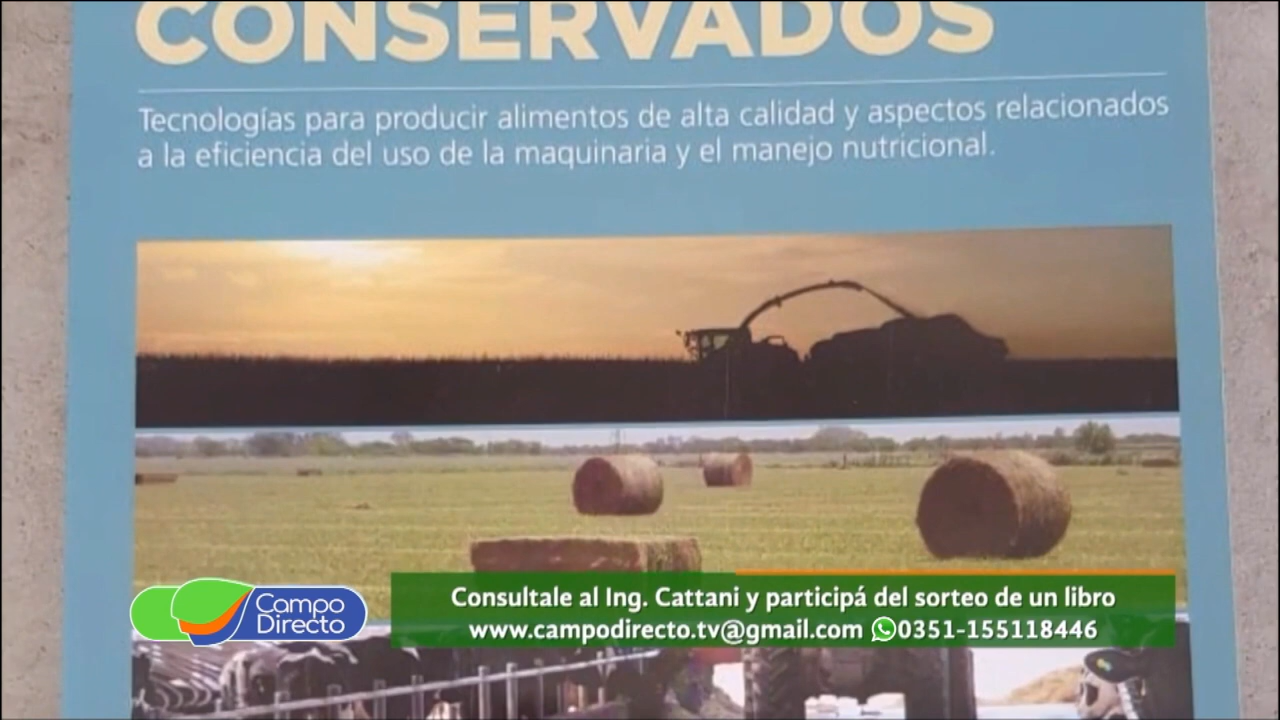 CONSERVADOS
Tecnologías para producir alimentos de alta calidad y aspectos relacionados
a la eficiencia del uso de la maquinaria y el manejo nutricional.
Campo
Directo
Consultale al Ing. Cattani y participá del sorteo de un libro
www.campodirecto.tv@gmail.com 0351-155118446